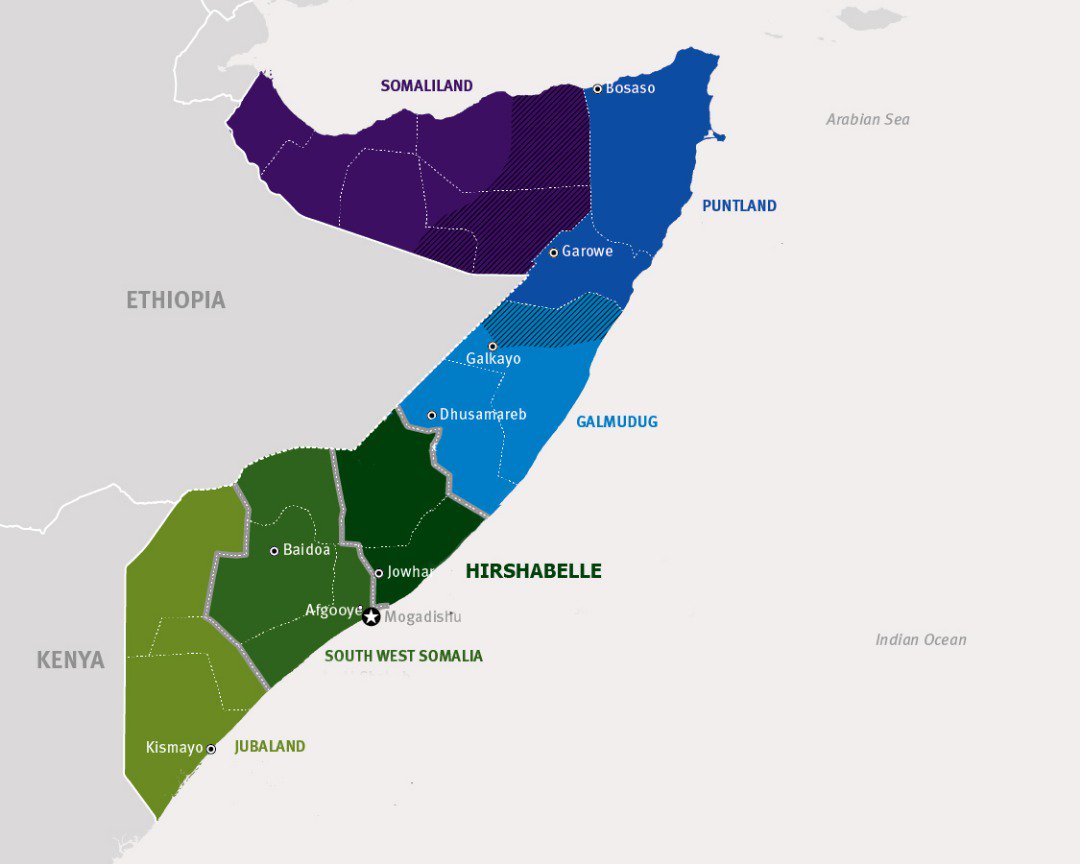 SOMALILAND
Bosaso
Arabian Sea
PUNTLAND
Garowe
ETHIOPIA
Galkayo
Dhusamareb
GALMUDUG
Baidoa
Jowhar
HIRSHABELLE
Afgooye
Mogadishu
SOUTH WEST SOMALIA
Indian Ocean
KENYA
Kismayo
JUBALAND